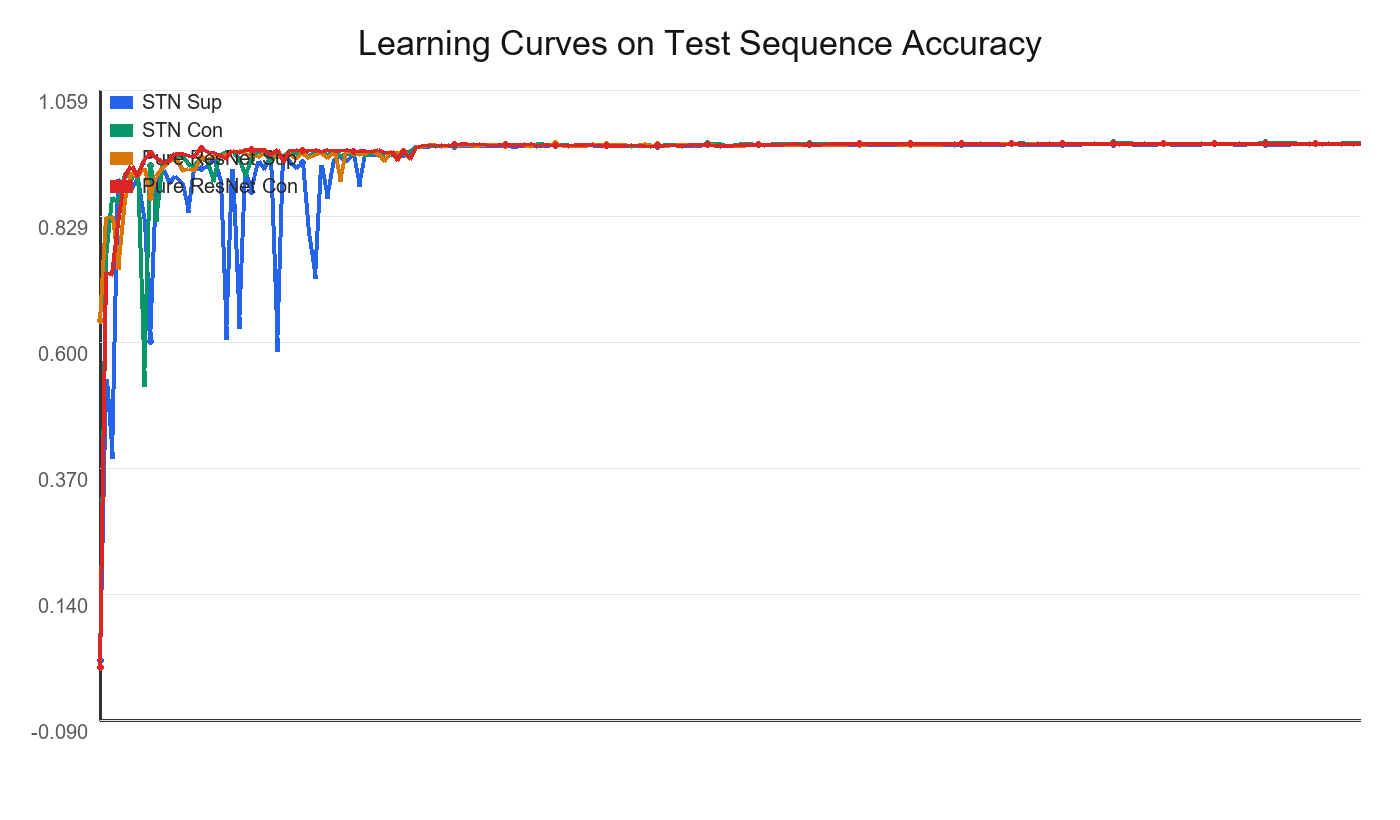 Learning Curves on Test Sequence Accuracy
1.059
STN Sup
STN Con
Pure ResNet Sup
Pure ResNet Con
0.829
0.600
0.370
0.140
-0.090